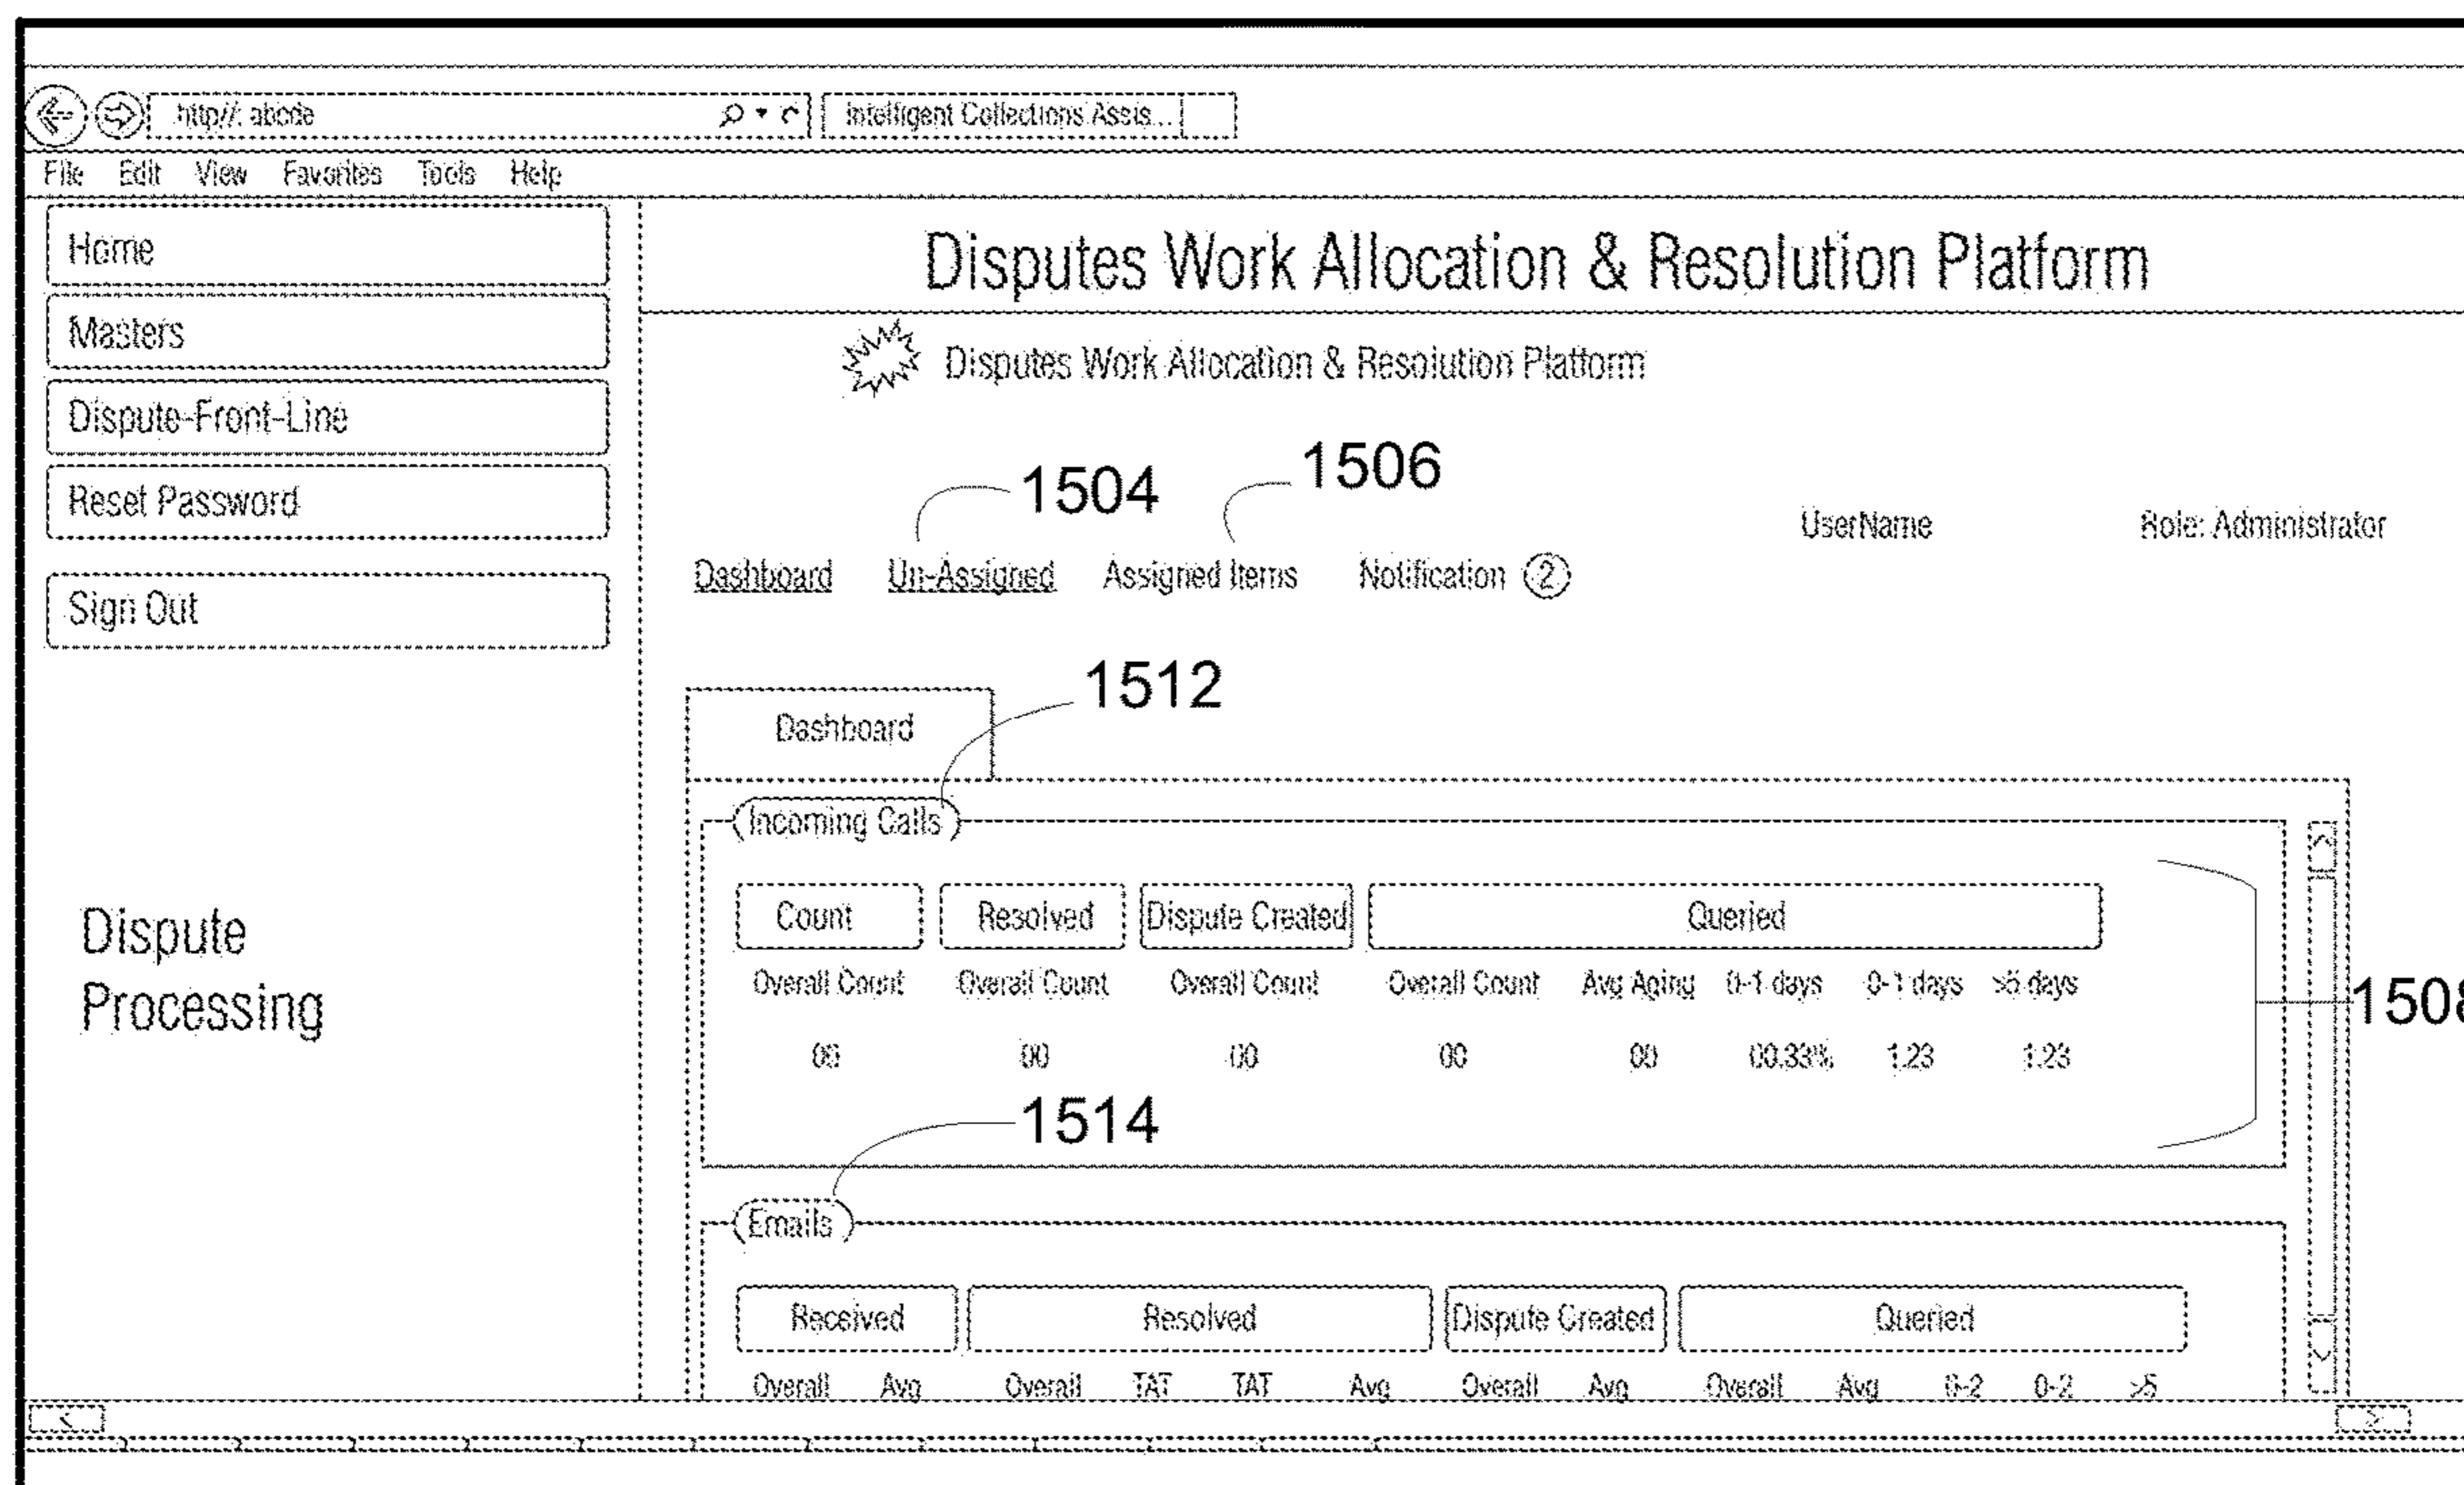 http//: abcde Intelligent Collections Assis...
File Edit View Favorites Tools Help
Home
Masters
Dispute-Front-Line
Reset Password
Sign Out
Dispute
Processing
Disputes Work Allocation & Resolution Platform
Disputes Work Allocation & Resolution Platform
1504 1506
UserName Role: Administrator
Dashboard Un-Assigned Assigned Items Notification 2
1512
Dashboard
Incoming Calls
Count Resolved Dispute Created Queried
Overall Count Overall Count Overall Count Overall Count Avg Aging 0-1 days 0-1 days >5 days
1508
00 00 00 00 00 00.33% 1.23 1.23
1514
Emails
Received Resolved Dispute Created Queried
Overall Avg Overall TAT TAT Avg Overall Avg Overall Avg 0-2 0-2 >5